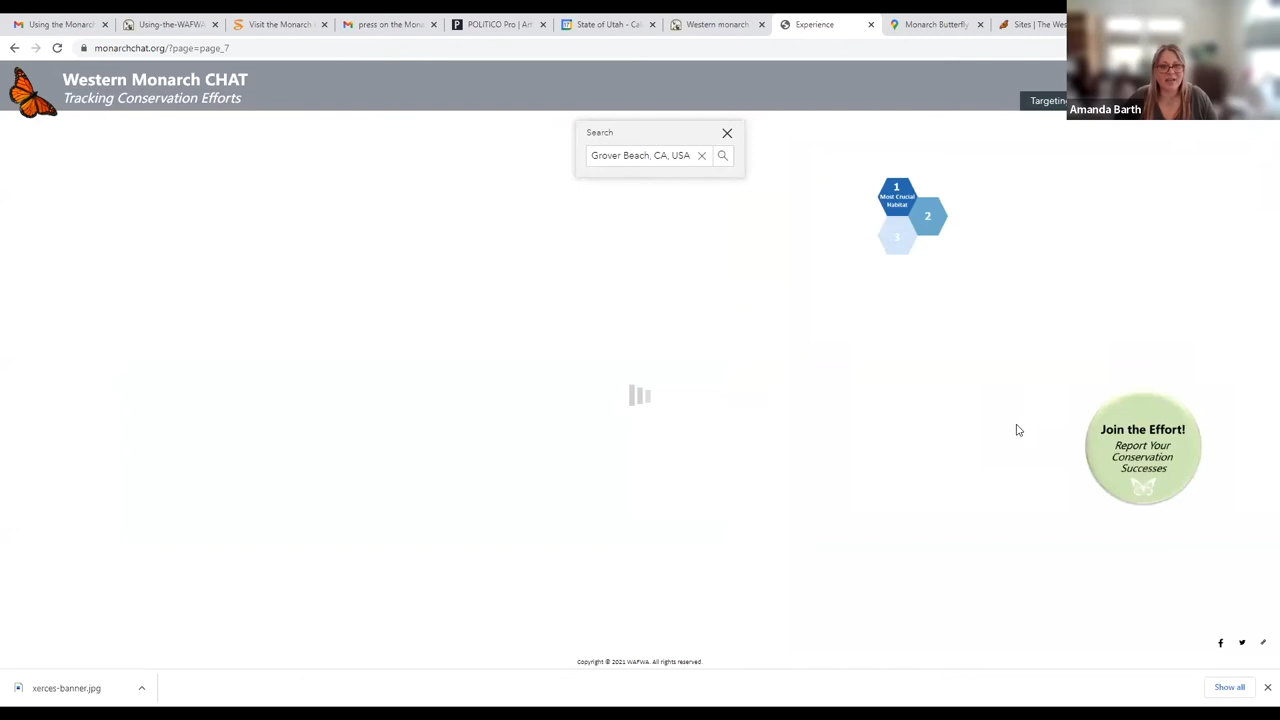 Using the Monarch
Using-the-WAFWA
Visit the Monarch
press on the Mona
POLITICO Pro | Ar
State of Utah - Cal
Western monarch
Experience
Monarch Butterfly
Sites | The West
monarchchat.org/?page=page_7
Western Monarch CHAT
Tracking Conservation Efforts
Targeting
Amanda Barth
Search
Grover Beach, CA, USA
1
Most Crucial
Habitat
2
3
Join the Effort!
Report Your
Conservation
Successes
Copyright © 2021 WAFWA. All rights reserved.
xerces-banner.jpg
Show all